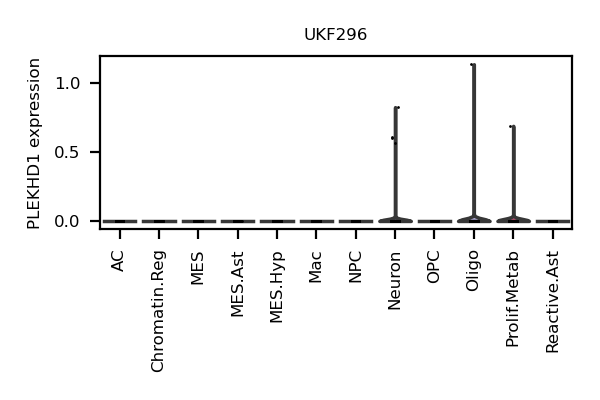 UKF296
PLEKHD1 expression
1.0
0.5
0.0
AC
Chromatin.Reg
MES
MES.Ast
MES.Hyp
Mac
NPC
Neuron
OPC
Oligo
Prolif.Metab
Reactive.Ast